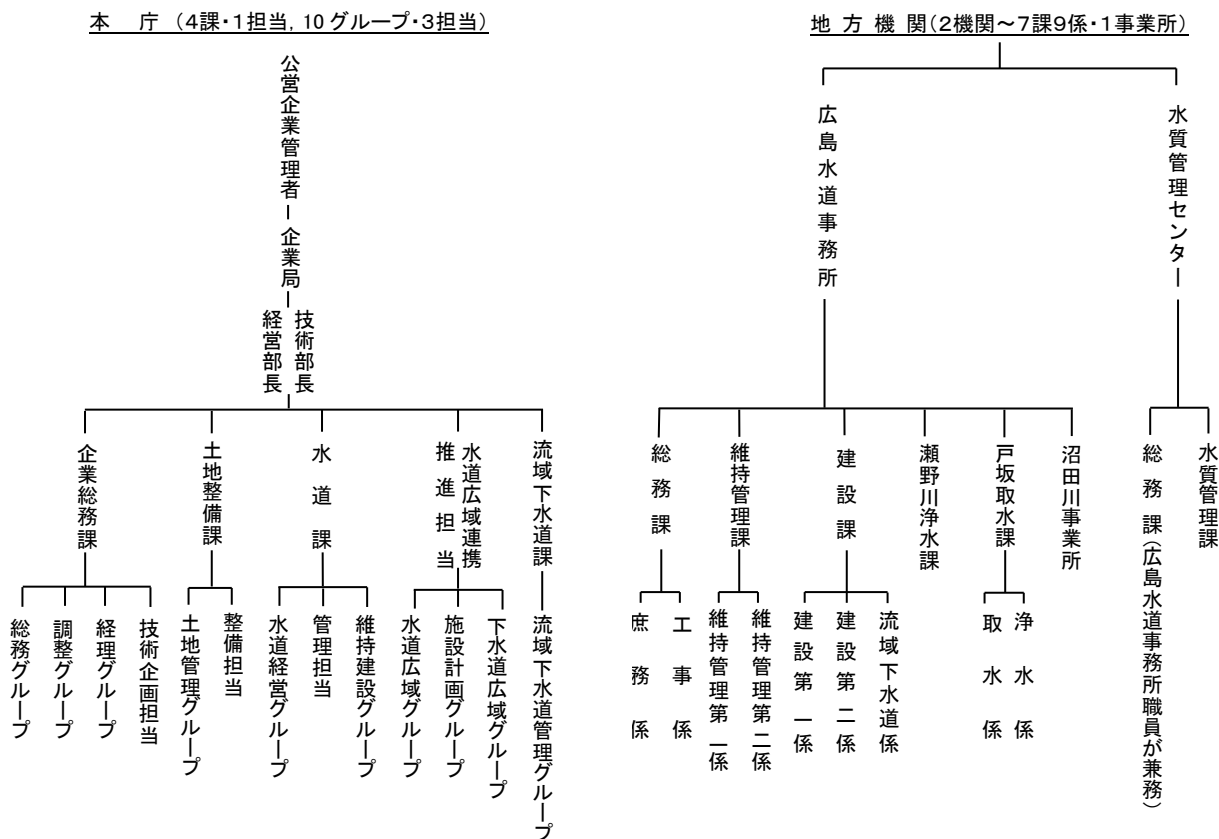 本　庁 （4課・1担当，10グループ・3担当）
公営企業管理者
企業局
経営部長
技術部長
企業総務課
総務グループ
調整グループ
経理グループ
技術企画担当
土地整備課
土地管理グループ
整備担当
水道課
水道経営グループ
管理担当
維持建設グループ
水道広域連携
推進担当
水道広域グループ
施設計画グループ
下水道広域グループ
流域下水道課
流域下水道管理グループ
地方機関（2機関～7課9係・1事業所）
広島水道事務所
総務課
庶務係
工事係
維持管理課
維持管理第一係
維持管理第二係
建設課
建設第一係
建設第二係
流域下水道係
瀬野川浄水課
戸坂取水課
取水係
浄水係
沼田川事業所
水質管理センター
総務課（広島水道事務所職員が兼務）
水質管理課